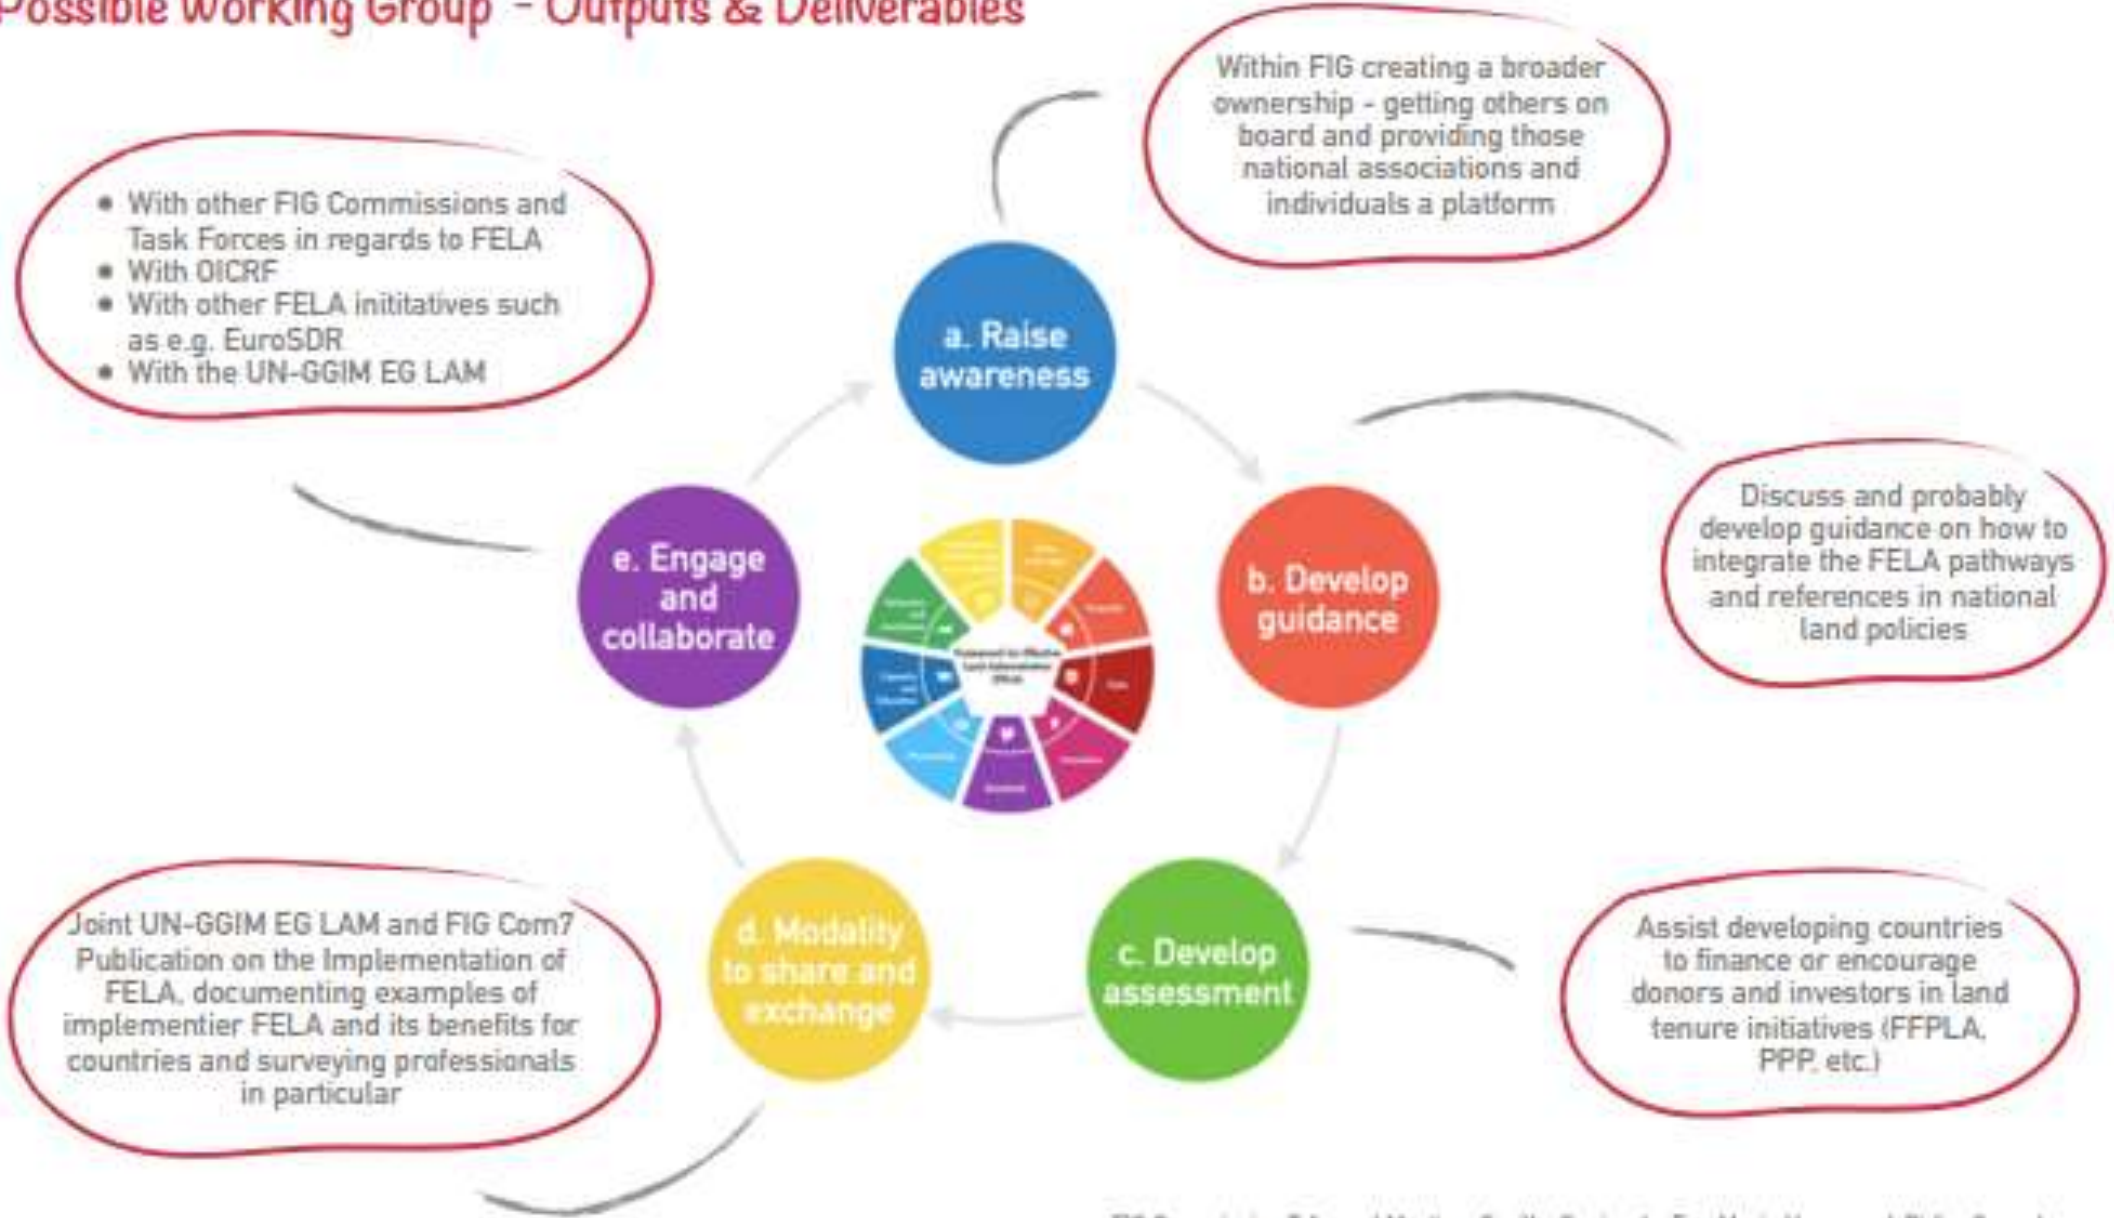 Possible Working Group - Outputs & Deliverables
Within FIG creating a broader
ownership - getting others on
board and providing those
national associations and
individuals a platform
• With other FIG Commissions and
Task Forces in regards to FELA
• With OICRF
• With other FELA inititatives such
as e.g. EuroSDR
• With the UN-GGIM EG LAM
a. Raise
awareness
Discuss and probably
develop guidance on how to
integrate the FELA pathways
and references in national
land policies
e. Engage
and
collaborate
b. Develop
guidance
Joint UN-GGIM EG LAM and FIG Com7
Publication on the Implementation of
FELA, documenting examples of
implementier FELA and its benefits for
countries and surveying professionals
in particular
d. Modality
to share and
exchange
c. Develop
assessment
Assist developing countries
to finance or encourage
donors and investors in land
tenure initiatives (FFPLA,
PPP, etc.)